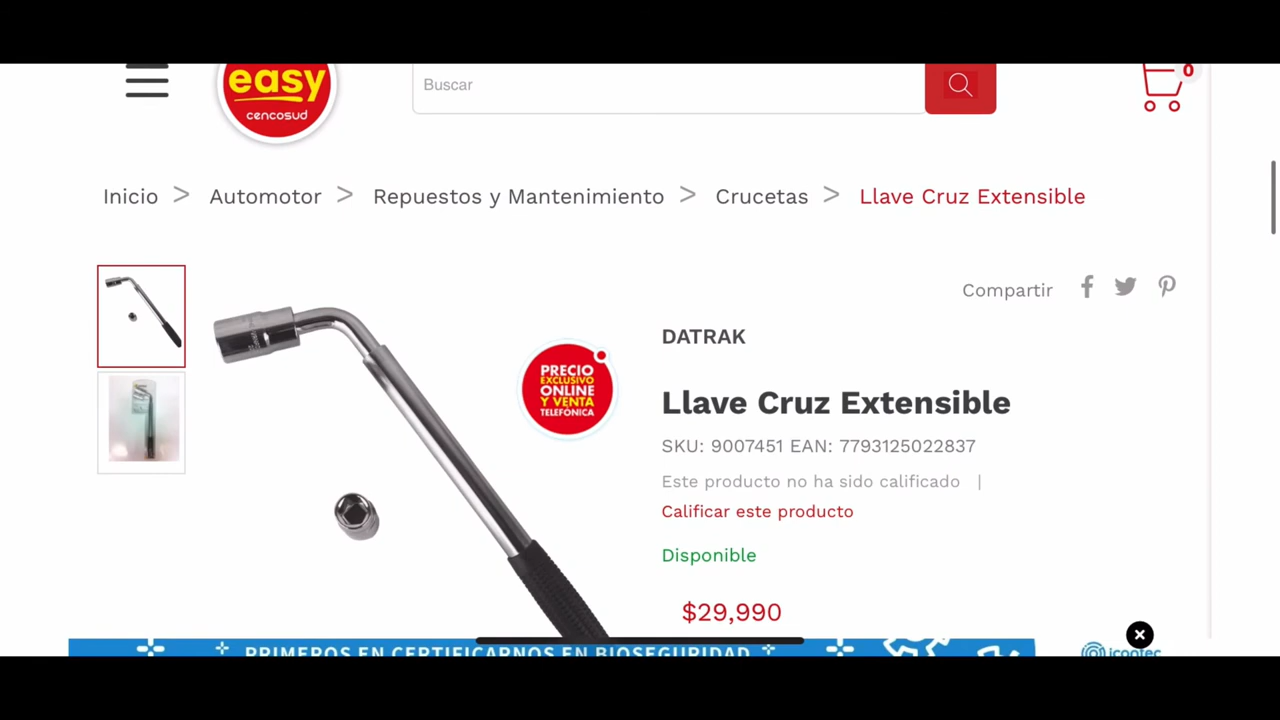 easy
cencosud
Buscar
0
Inicio > Automotor > Repuestos y Mantenimiento > Crucetas > Llave Cruz Extensible
Compartir
DATRAK
PRECIO
EXCLUSIVO
ONLINE
Y VENTA
TELEFÓNICA
Llave Cruz Extensible
SKU: 9007451 EAN: 7793125022837
Este producto no ha sido calificado |
Calificar este producto
Disponible
$29,990
PRIMEROS EN CERTIFICARNOS EN BIOSEGURIDAD
icontec